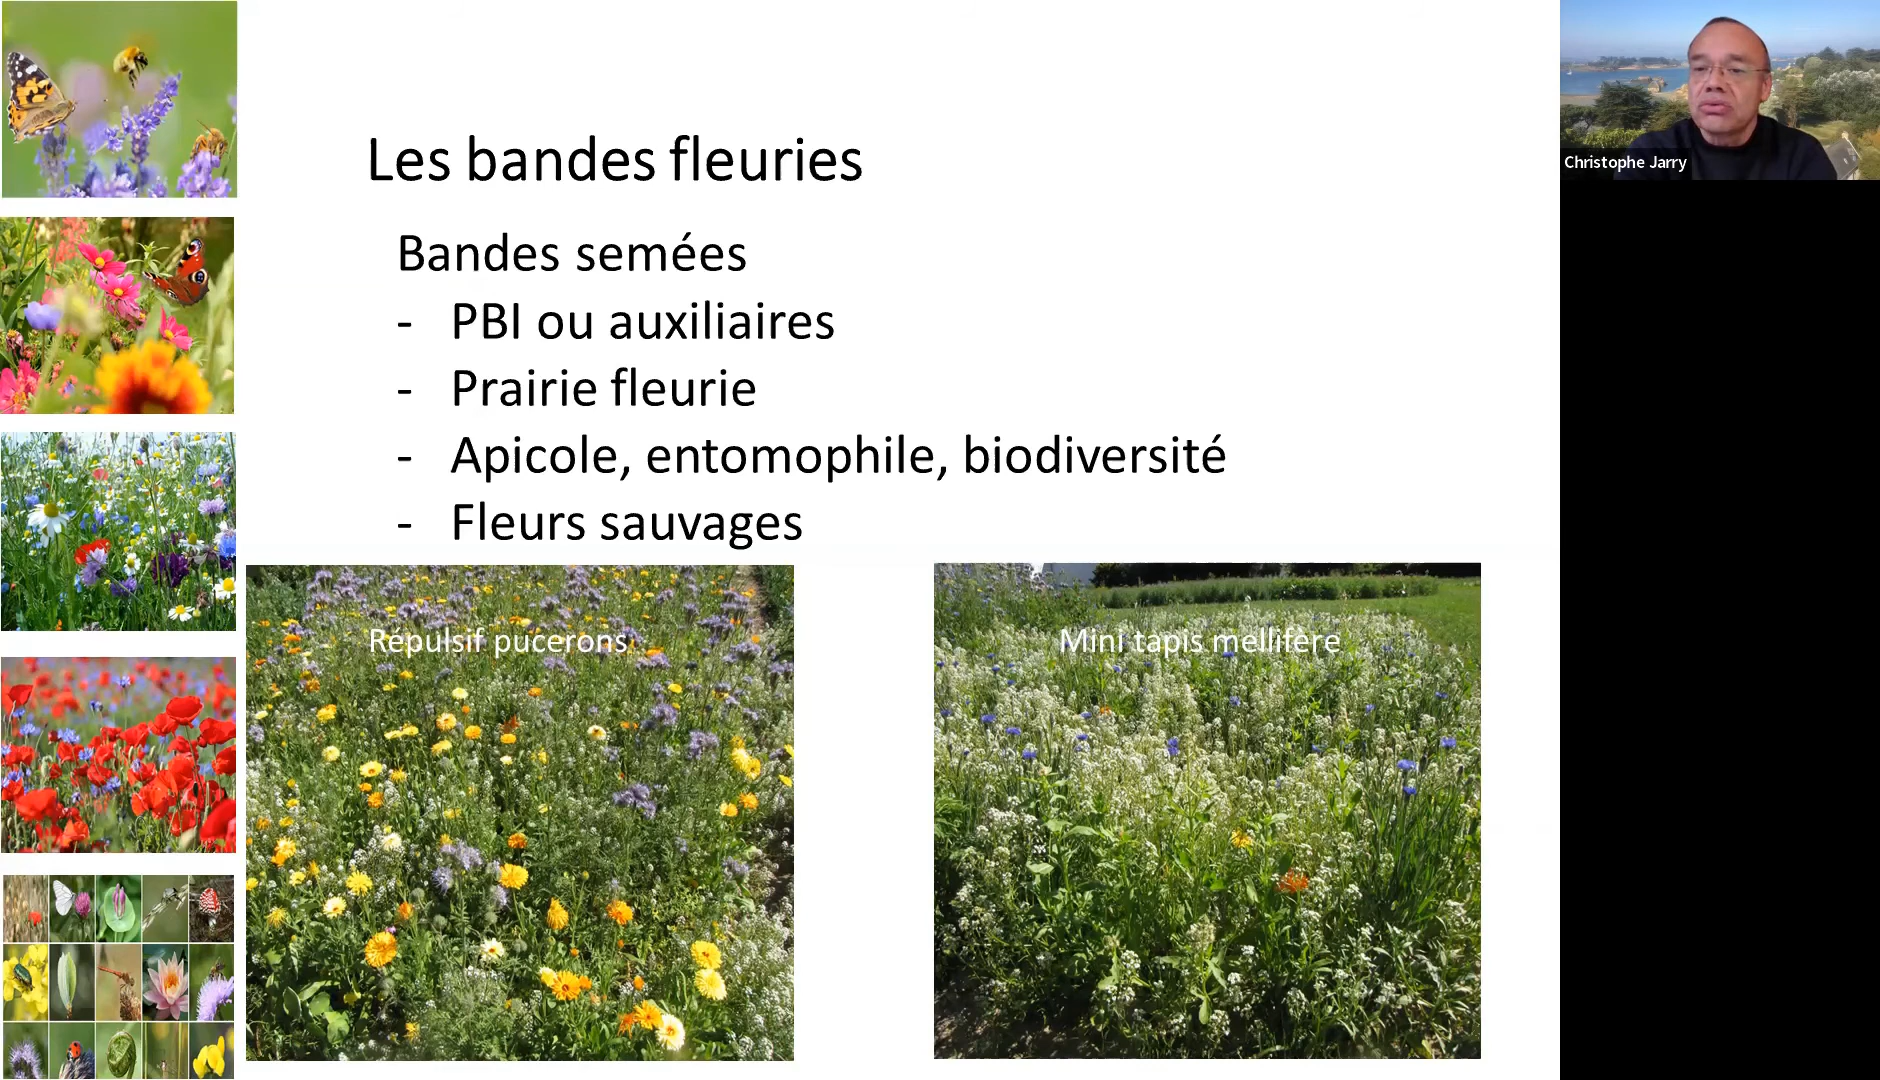 Les bandes fleuries
Bandes semées
- PBI ou auxiliaires
- Prairie fleurie
- Apicole, entomophile, biodiversité
- Fleurs sauvages
Répulsif pucerons
Mini tapis mellifère
Christophe Jarry